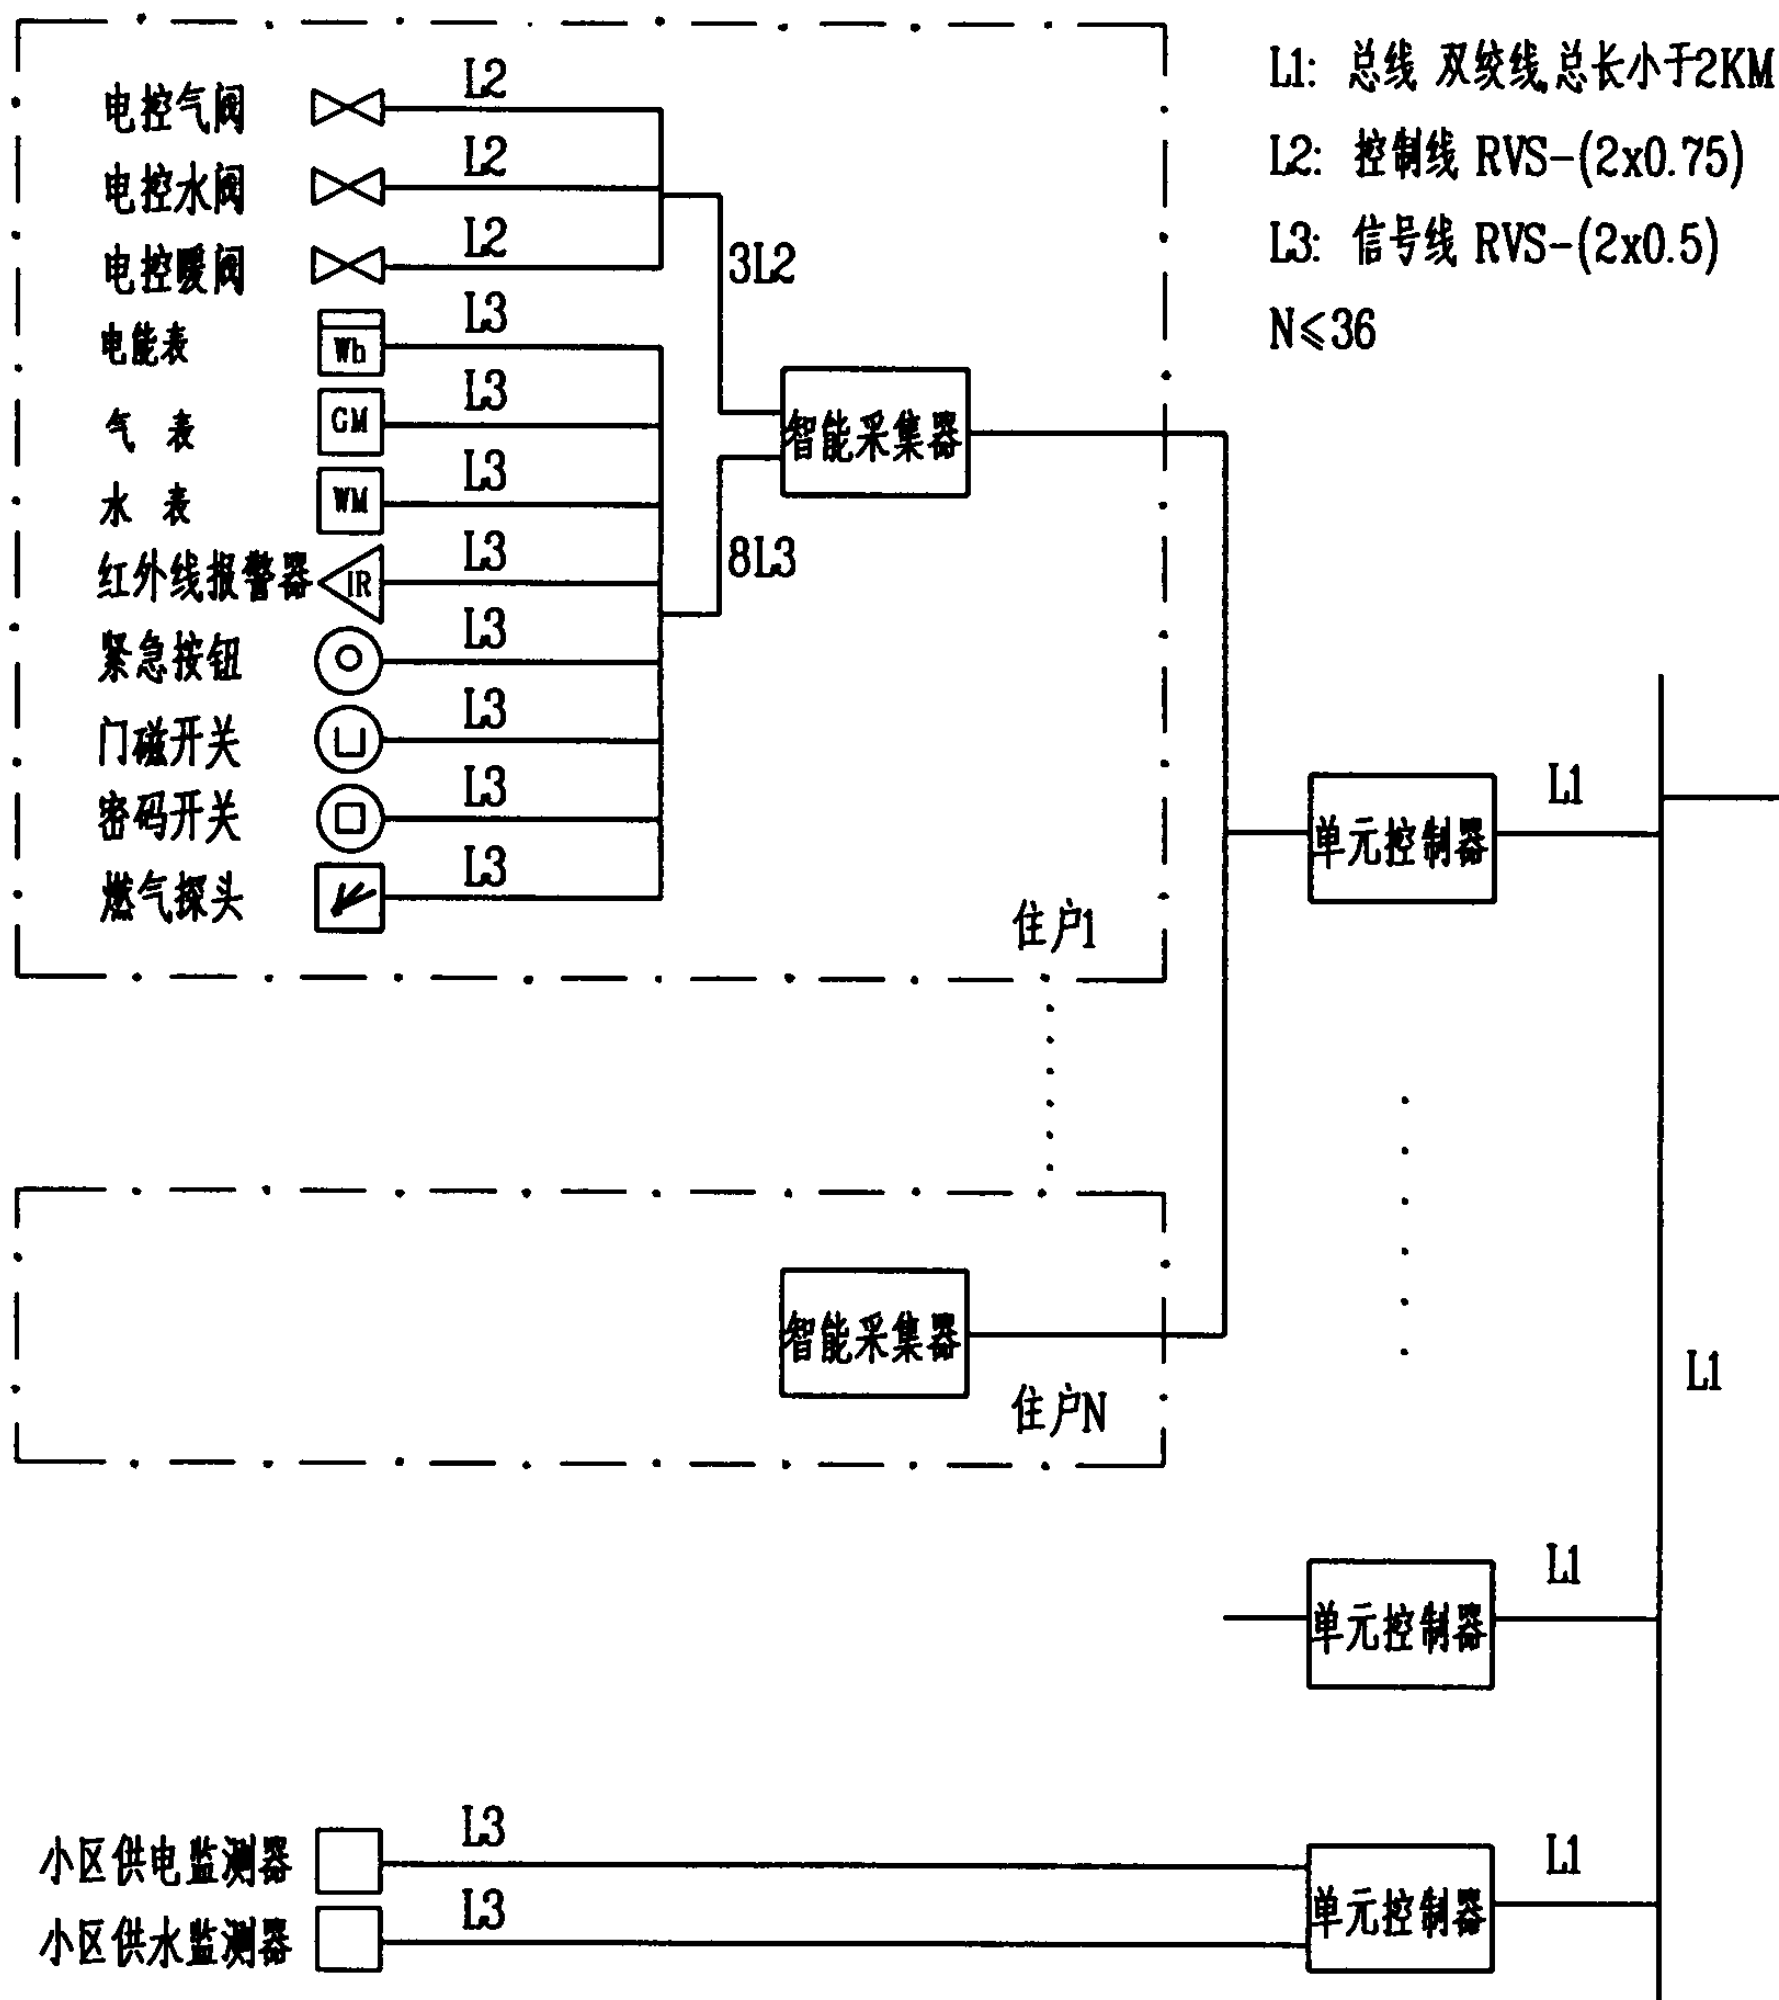 L1: 总线 双绞线,总长小于2KM
L2: 控制线 RVS-(2x0.75)
L3: 信号线 RVS-(2x0.5)
N≤36
电控气阀 L2
电控水阀 L2
电控暖阀 L2
3L2
电能表 Wh L3
气 表 GM L3
智能采集器
水 表 WM L3
红外线报警器 IR L3
8L3
紧急按钮 L3
门磁开关 L3
密码开关 L3
燃气探头 L3
住户1
单元控制器 L1
智能采集器
住户N
L1
单元控制器 L1
小区供电监测器 L3
小区供水监测器 L3
单元控制器 L1